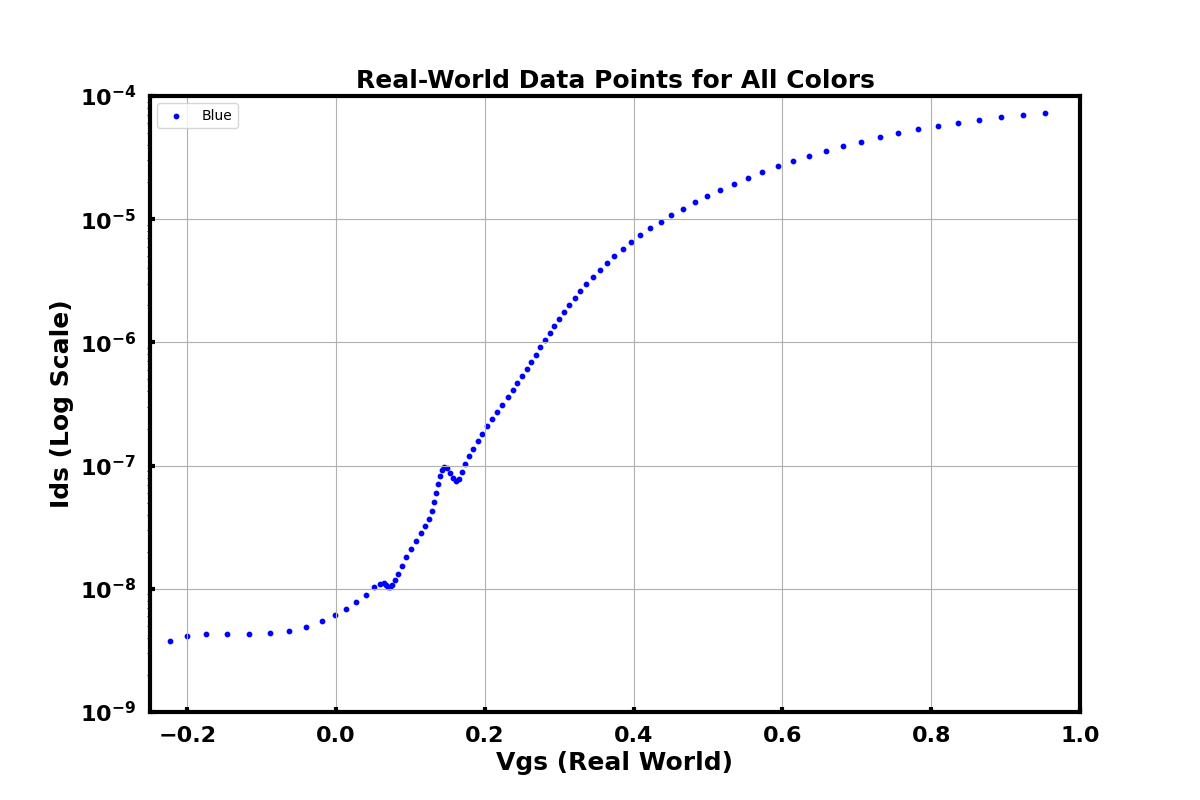 Real-World Data Points for All Colors
Blue
10⁻⁴
10⁻⁵
10⁻⁶
10⁻⁷
10⁻⁸
10⁻⁹
Ids (Log Scale)
−0.2 0.0 0.2 0.4 0.6 0.8 1.0
Vgs (Real World)